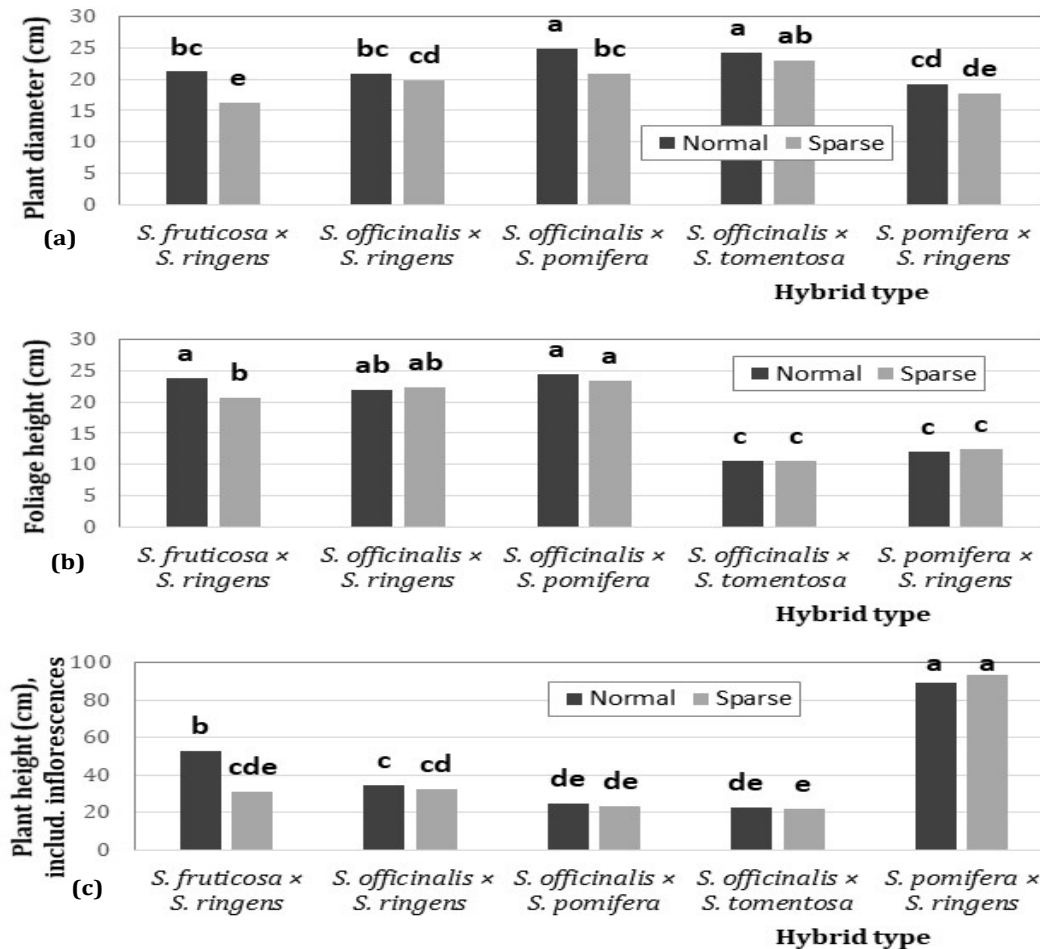 Plant diameter (cm)
30
25
20
15
10
5
0
bc
e
bc
cd
a
bc
a
ab
cd
de
Normal
Sparse
(a)
S. fruticosa ×
S. ringens
S. officinalis ×
S. ringens
S. officinalis ×
S. pomifera
S. officinalis ×
S. tomentosa
S. pomifera ×
S. ringens
Hybrid type
Foliage height (cm)
30
25
20
15
10
5
0
a
b
ab
ab
a
a
c
c
c
c
Normal
Sparse
(b)
S. fruticosa ×
S. ringens
S. officinalis ×
S. ringens
S. officinalis ×
S. pomifera
S. officinalis ×
S. tomentosa
S. pomifera ×
S. ringens
Hybrid type
Plant height (cm),
includ. inflorescences
100
80
60
40
20
0
b
cde
c
cd
de
de
de
e
a
a
Normal
Sparse
(c)
S. fruticosa ×
S. ringens
S. officinalis ×
S. ringens
S. officinalis ×
S. pomifera
S. officinalis ×
S. tomentosa
S. pomifera ×
S. ringens
Hybrid type